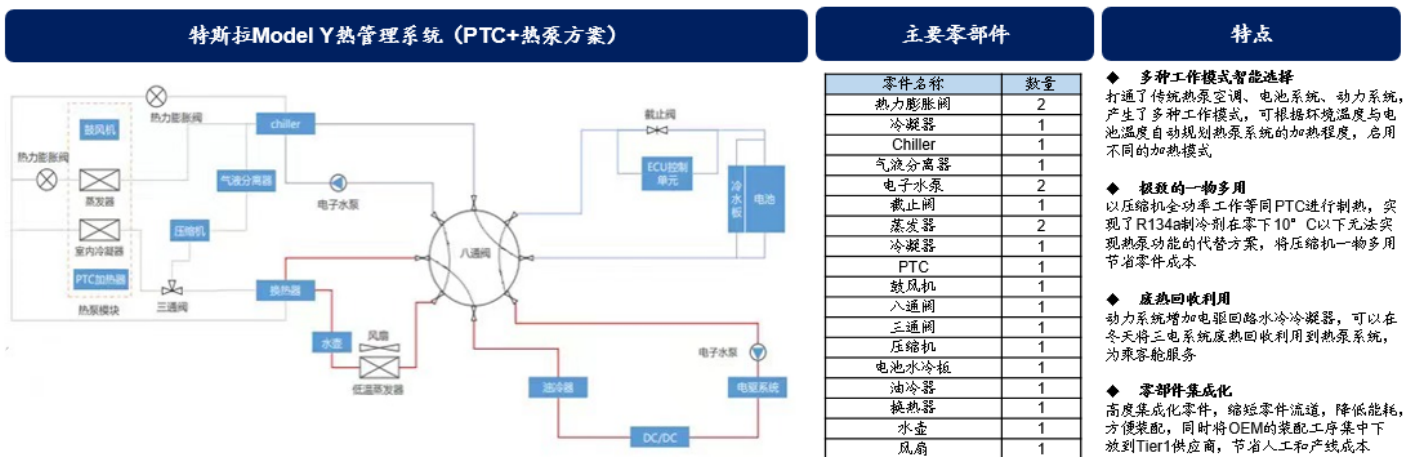 特斯拉Model Y热管理系统（PTC+热泵方案）
热力膨胀阀
鼓风机
chiller
热力膨胀阀
蒸发器
气液分离器
电子水泵
压缩机
室内冷凝器
PTC加热器
热泵模块
三通阀
换热器
水壶
风扇
低温蒸发器
八通阀
截止阀
ECU控制
单元
冷水板
电池
电子水泵
油冷器
电驱系统
DC/DC
主要零部件
零件名称 数量
热力膨胀阀 2
冷凝器 1
Chiller 1
气液分离器 1
电子水泵 2
截止阀 1
蒸发器 2
冷凝器 1
PTC 1
鼓风机 1
八通阀 1
三通阀 1
压缩机 1
电池水冷板 1
油冷器 1
换热器 1
水壶 1
风扇 1
特点
◆ 多种工作模式智能选择
打通了传统热泵空调、电池系统、动力系统，
产生了多种工作模式，可根据环境温度与电
池温度自动规划热泵系统的加热程度，启用
不同的加热模式
◆ 极致的一物多用
以压缩机全功率工作等同PTC进行制热，实
现了R134a制冷剂在零下10°C以下无法实
现热泵功能的代替方案，将压缩机一物多用
节省零件成本
◆ 废热回收利用
动力系统增加电驱回路水冷冷凝器，可以在
冬天将三电系统废热回收利用到热泵系统，
为乘客舱服务
◆ 零部件集成化
高度集成化零件，缩短零件流道，降低能耗，
方便装配，同时将OEM的装配工序集中下
放到Tier1供应商，节省人工和产线成本